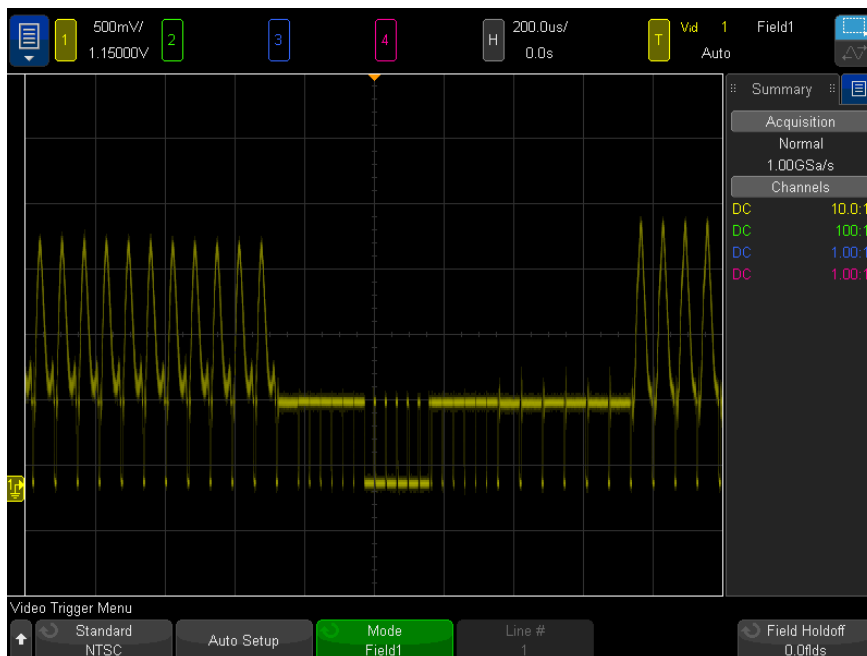 1 500mV/ 2 3 4 H 200.0us/ T Vid 1 Field1
1.15000V 0.0s Auto
Summary
Acquisition
Normal
1.00GSa/s
Channels
DC 10.0:1
DC 100:1
DC 1.00:1
DC 1.00:1
1
Video Trigger Menu
Standard
NTSC
Auto Setup
Mode
Field1
Line #
1
Field Holdoff
0.0flds